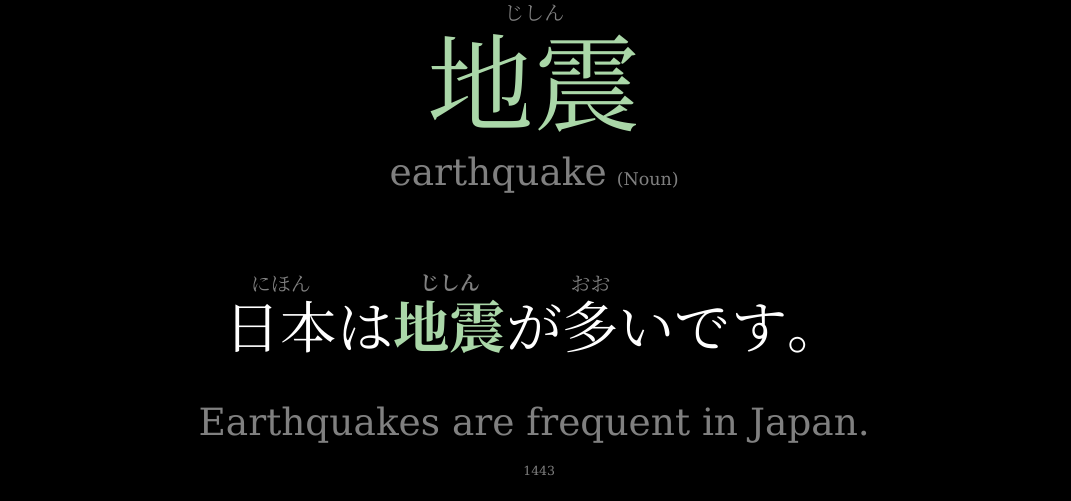 じしん
地震
earthquake (Noun)
にほん じしん おお
日本は地震が多いです。
Earthquakes are frequent in Japan.
1443